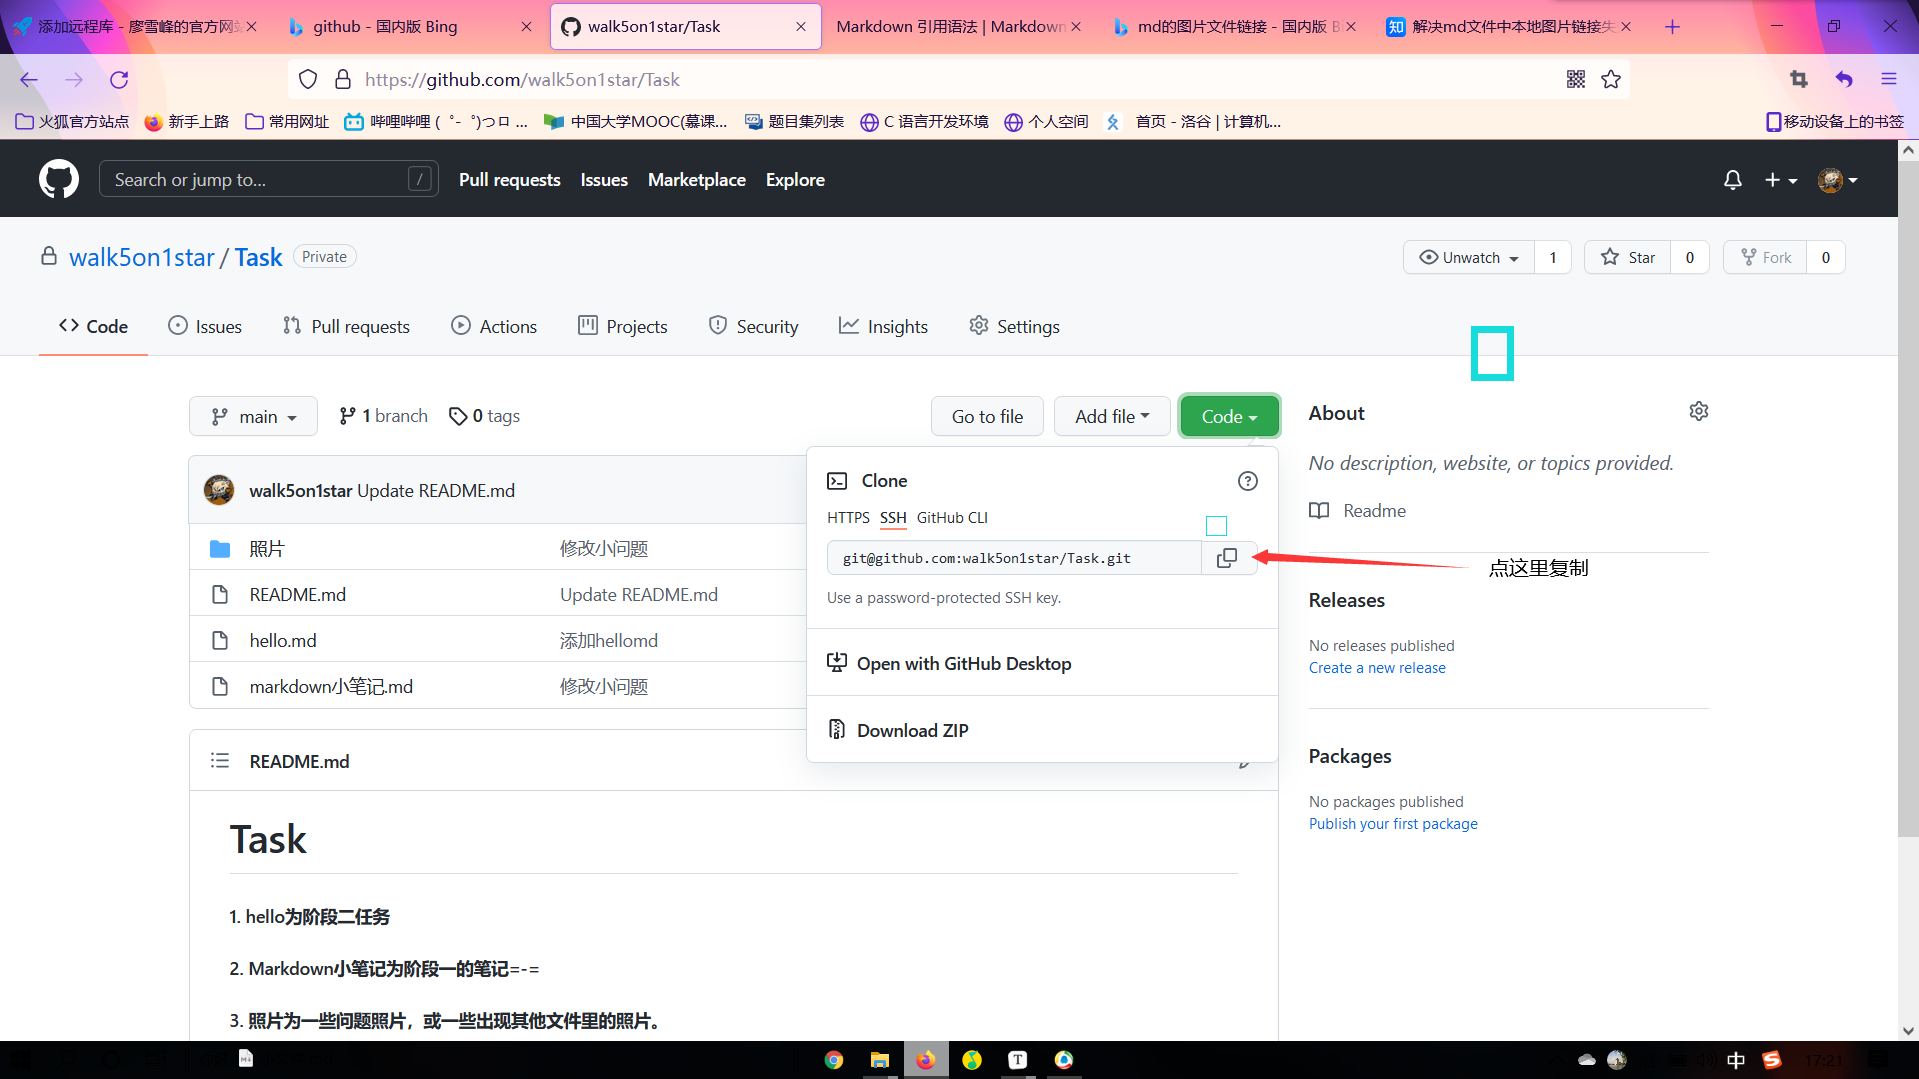 添加远程库 - 廖雪峰的官方网站
github - 国内版 Bing
walk5on1star/Task
Markdown 引用语法 | Markdown
md的图片文件链接 - 国内版 B
知 解决md文件中本地图片链接失
https://github.com/walk5on1star/Task
火狐官方站点
新手上路
常用网址
哔哩哔哩 ( ゜- ゜)つロ ...
中国大学MOOC(慕课...
题目集列表
C 语言开发环境
个人空间
首页 - 洛谷 | 计算机...
移动设备上的书签
Search or jump to... /
Pull requests
Issues
Marketplace
Explore
walk5on1star / Task Private
Unwatch 1
Star 0
Fork 0
Code
Issues
Pull requests
Actions
Projects
Security
Insights
Settings
main
1 branch
0 tags
Go to file
Add file
Code
walk5on1star Update README.md
照片 修改小问题
README.md Update README.md
hello.md 添加hellomd
markdown小笔记.md 修改小问题
Clone
HTTPS SSH GitHub CLI
git@github.com:walk5on1star/Task.git
Use a password-protected SSH key.
Open with GitHub Desktop
Download ZIP
点这里复制
About
No description, website, or topics provided.
Readme
Releases
No releases published
Create a new release
Packages
No packages published
Publish your first package
README.md
Task
1. hello为阶段二任务
2. Markdown小笔记为阶段一的笔记=-=
3. 照片为一些问题照片，或一些出现其他文件里的照片。
T
中
S
17:21